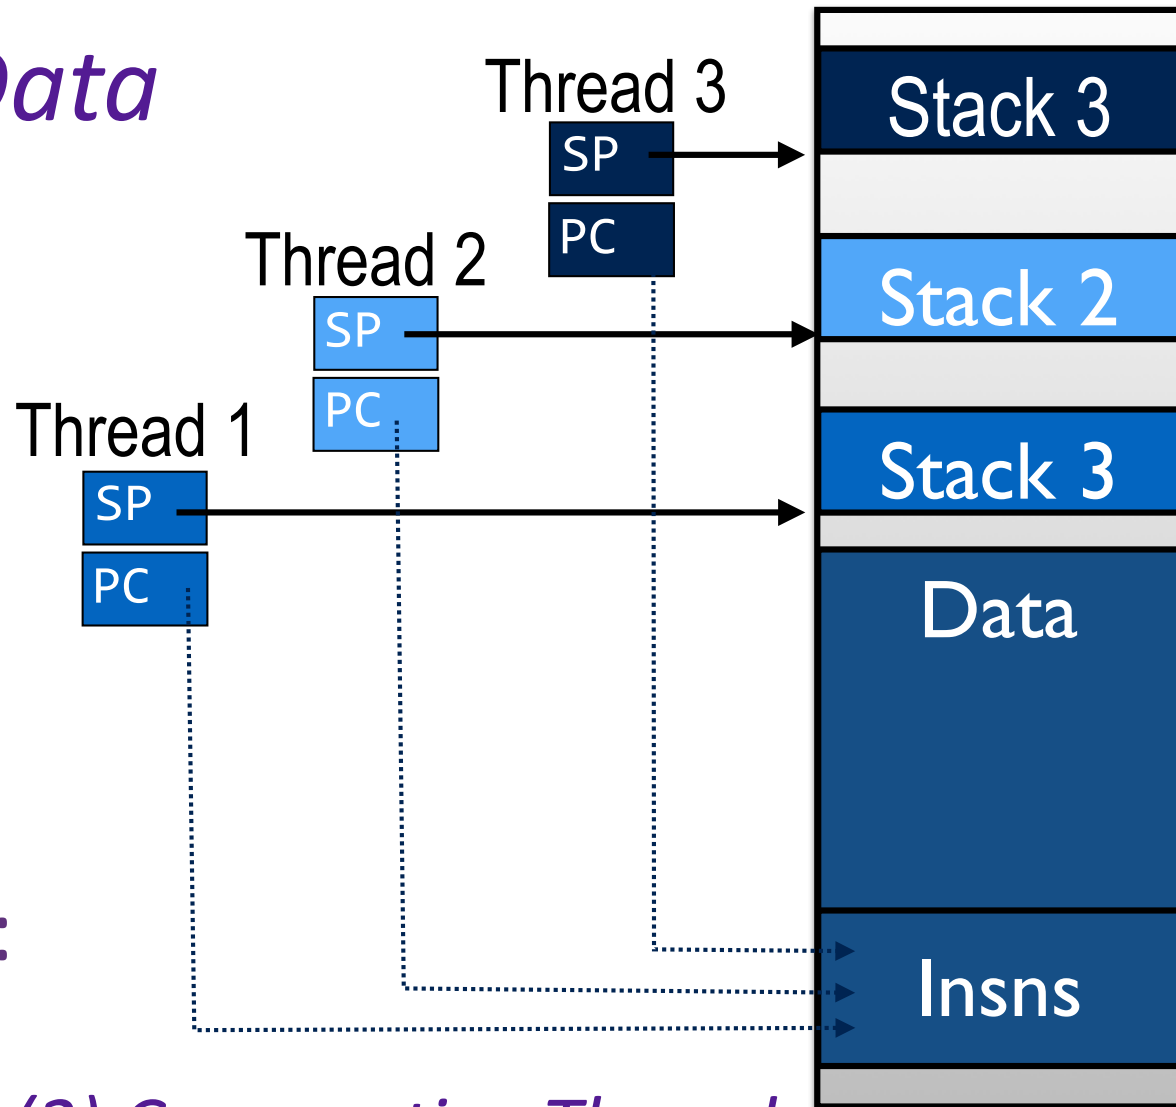 Data
Thread 3
SP
PC
Stack 3
Thread 2
SP
PC
Stack 2
Thread 1
SP
PC
Stack 3
Data
:
Insns